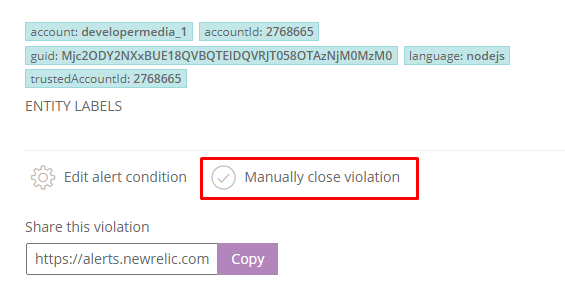 account: developermedia_1 accountId: 2768665
guid: Mjc2ODY2NXxBUE18QVBQTElDQVRJT058OTAzNjM0MzM0 language: nodejs
trustedAccountId: 2768665
ENTITY LABELS
Edit alert condition Manually close violation
Share this violation
https://alerts.newrelic.com Copy